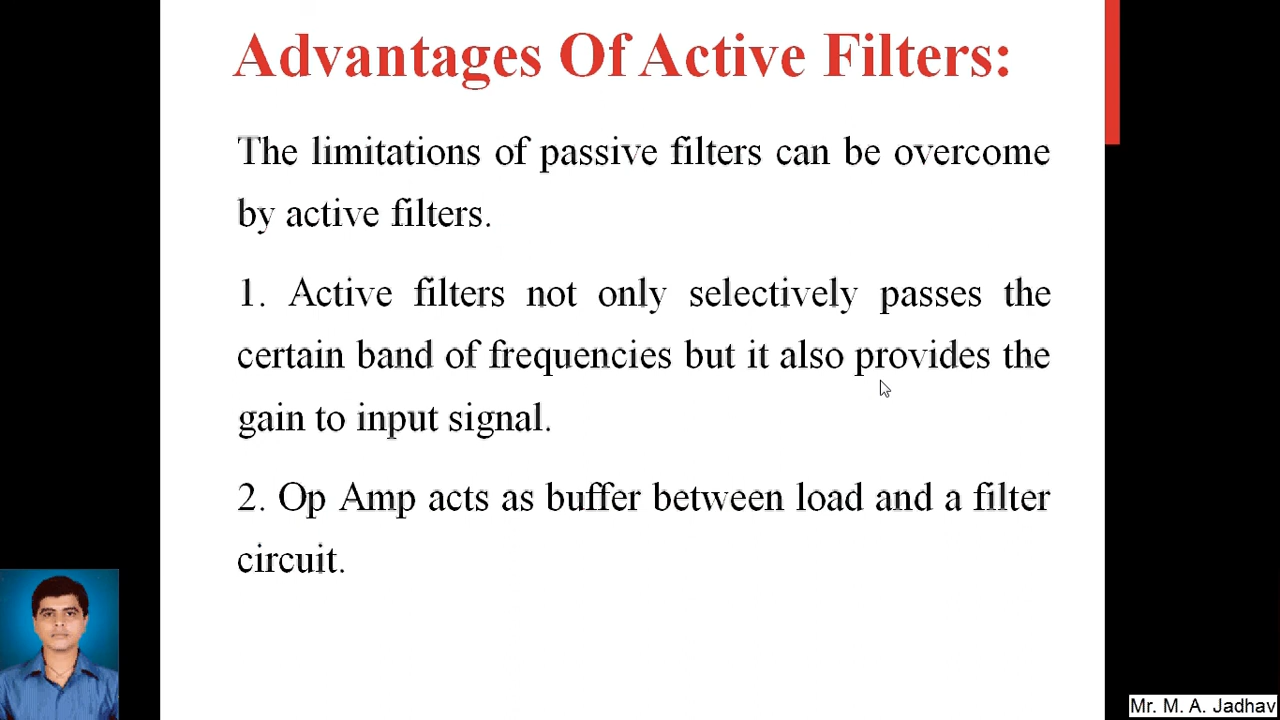 Advantages Of Active Filters:
The limitations of passive filters can be overcome
by active filters.
1. Active filters not only selectively passes the
certain band of frequencies but it also provides the
gain to input signal.
2. Op Amp acts as buffer between load and a filter
circuit.
Mr. M. A. Jadhav